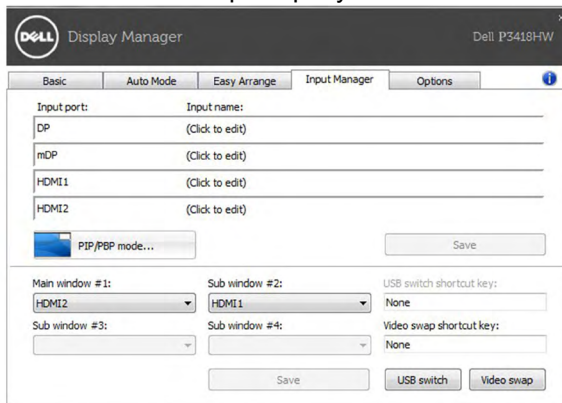 DELL Display Manager Dell P3418HW
Basic Auto Mode Easy Arrange Input Manager Options
Input port: Input name:
DP (Click to edit)
mDP (Click to edit)
HDMI1 (Click to edit)
HDMI2 (Click to edit)
PIP/PBP mode... Save
Main window #1: Sub window #2: USB switch shortcut key:
HDMI2 HDMI1 None
Sub window #3: Sub window #4: Video swap shortcut key:
None
Save USB switch Video swap